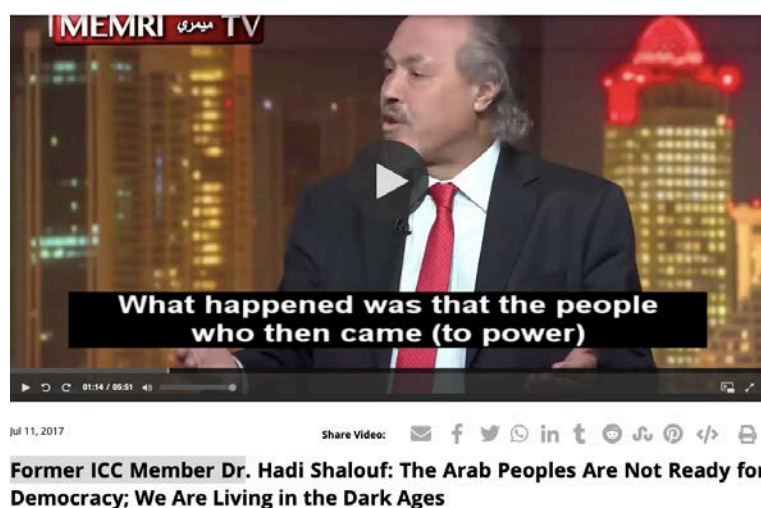 MEMRI ميمري TV
What happened was that the people
who then came (to power)
01:14 / 05:51
Jul 11, 2017
Share Video:
Former ICC Member Dr. Hadi Shalouf: The Arab Peoples Are Not Ready for
Democracy; We Are Living in the Dark Ages